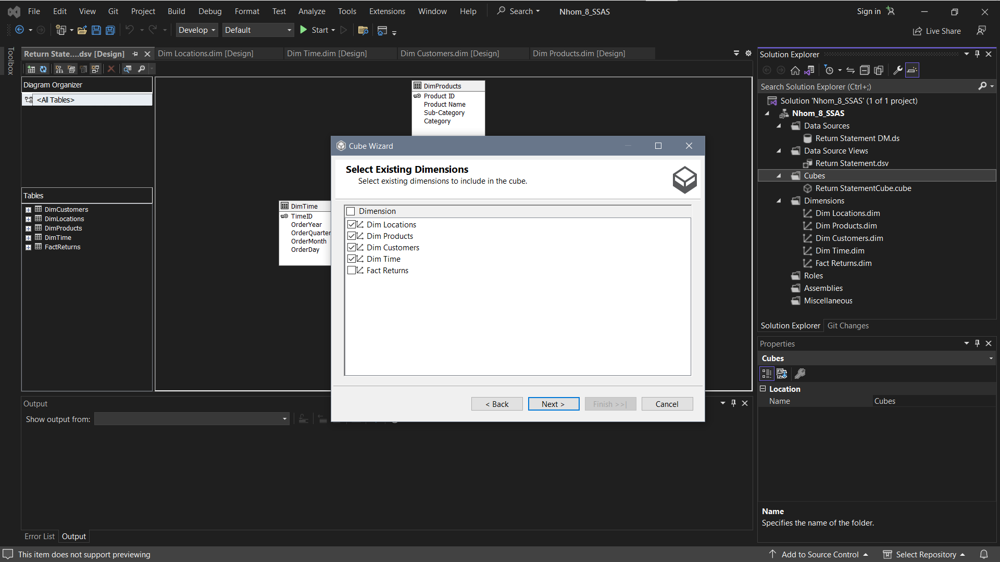 File Edit View Git Project Build Debug Format Test Analyze Tools Extensions Window Help Search Nhom_8_SSAS Sign in
Develop Default Start Live Share
Toolbox
Return State....dsv [Design] Dim Locations.dim [Design] Dim Time.dim [Design] Dim Customers.dim [Design] Dim Products.dim [Design]
Diagram Organizer
<All Tables>
Tables
DimCustomers
DimLocations
DimProducts
DimTime
FactReturns
DimProducts
Product ID
Product Name
Sub-Category
Category
DimTime
TimeID
OrderYear
OrderQuarter
OrderMonth
OrderDay
Cube Wizard
Select Existing Dimensions
Select existing dimensions to include in the cube.
Dimension
Dim Locations
Dim Products
Dim Customers
Dim Time
Fact Returns
< Back Next > Finish >>| Cancel
Output
Show output from:
Error List Output
Solution Explorer
Search Solution Explorer (Ctrl+;)
Solution 'Nhom_8_SSAS' (1 of 1 project)
Nhom_8_SSAS
Data Sources
Return Statement DM.ds
Data Source Views
Return Statement.dsv
Cubes
Return StatementCube.cube
Dimensions
Dim Locations.dim
Dim Products.dim
Dim Customers.dim
Dim Time.dim
Fact Returns.dim
Roles
Assemblies
Miscellaneous
Solution Explorer Git Changes
Properties
Cubes
Location
Name Cubes
Name
Specifies the name of the folder.
This item does not support previewing Add to Source Control Select Repository